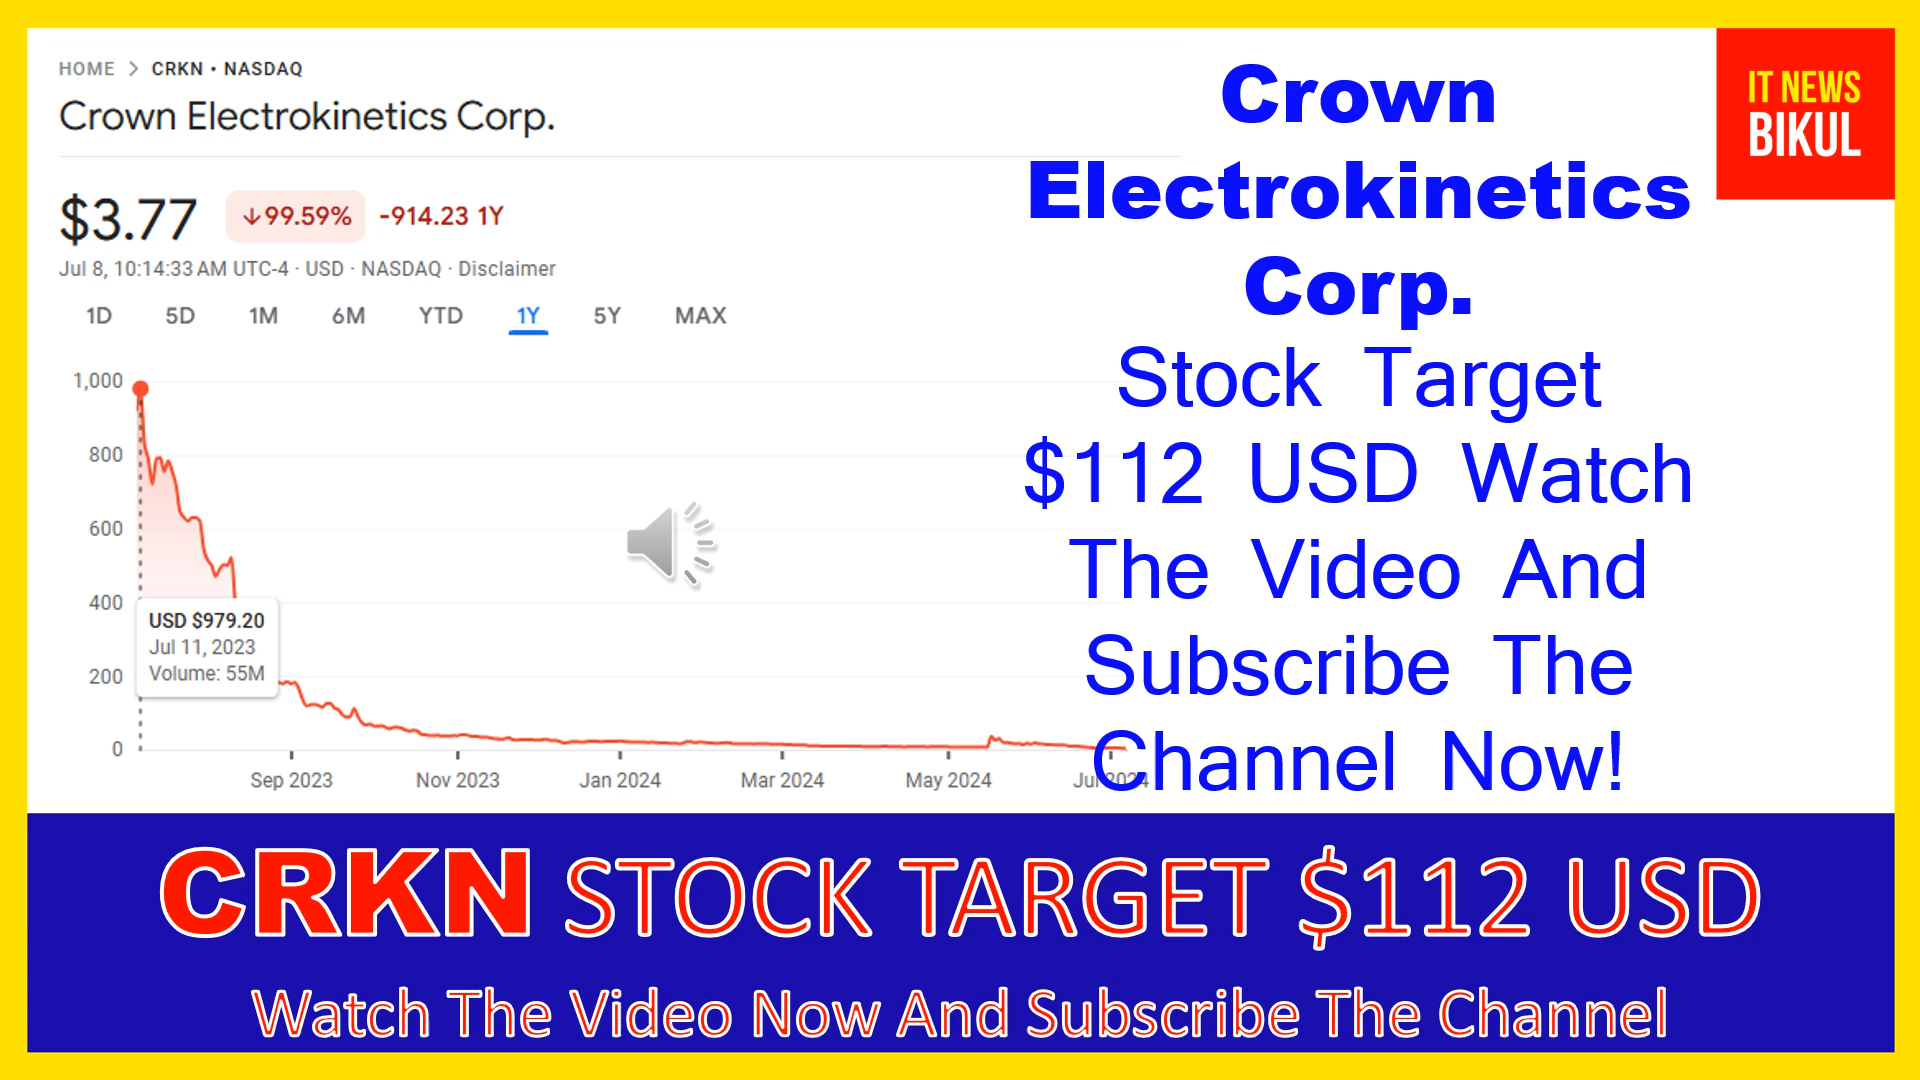 HOME > CRKN • NASDAQ
Crown Electrokinetics Corp.
$3.77 ↓99.59% -914.23 1Y
Jul 8, 10:14:33 AM UTC-4 · USD · NASDAQ · Disclaimer
1D 5D 1M 6M YTD 1Y 5Y MAX
1,000
800
600
400
200
0
USD $979.20
Jul 11, 2023
Volume: 55M
Sep 2023 Nov 2023 Jan 2024 Mar 2024 May 2024 Jul 2024
Crown
Electrokinetics
Corp.
Stock Target
$112 USD Watch
The Video And
Subscribe The
Channel Now!
IT NEWS
BIKUL
CRKN STOCK TARGET $112 USD
Watch The Video Now And Subscribe The Channel